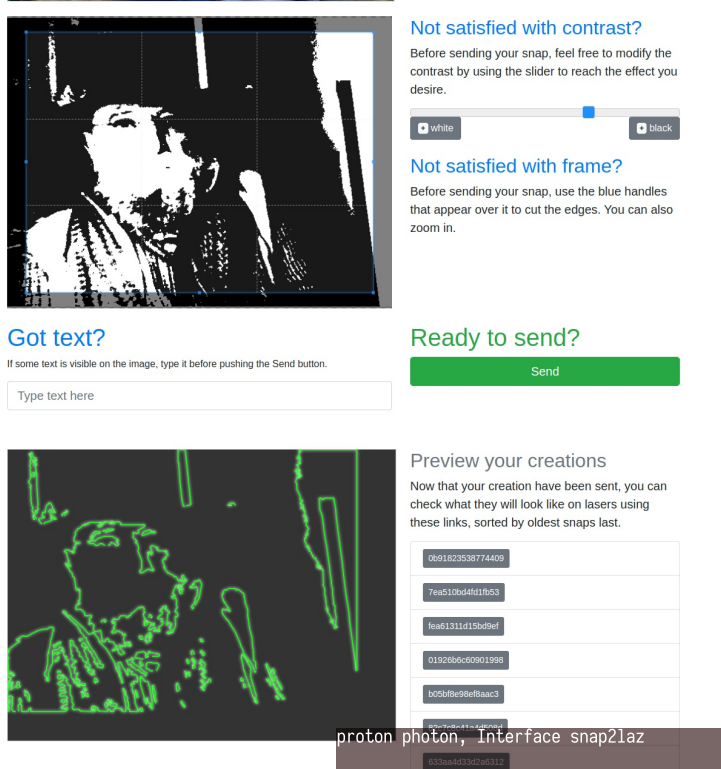 Not satisfied with contrast?
Before sending your snap, feel free to modify the
contrast by using the slider to reach the effect you
desire.
white
black
Not satisfied with frame?
Before sending your snap, use the blue handles
that appear over it to cut the edges. You can also
zoom in.
Got text?
If some text is visible on the image, type it before pushing the Send button.
Type text here
Ready to send?
Send
Preview your creations
Now that your creation have been sent, you can
check what they will look like on lasers using
these links, sorted by oldest snaps last.
0b91823538774409
7ea510bd4fd1fb53
fea61311d15bd9ef
01926b6c60901998
b05bf8e98ef8aac3
proton photon, Interface snap2laz
633aa4d33d2a6312